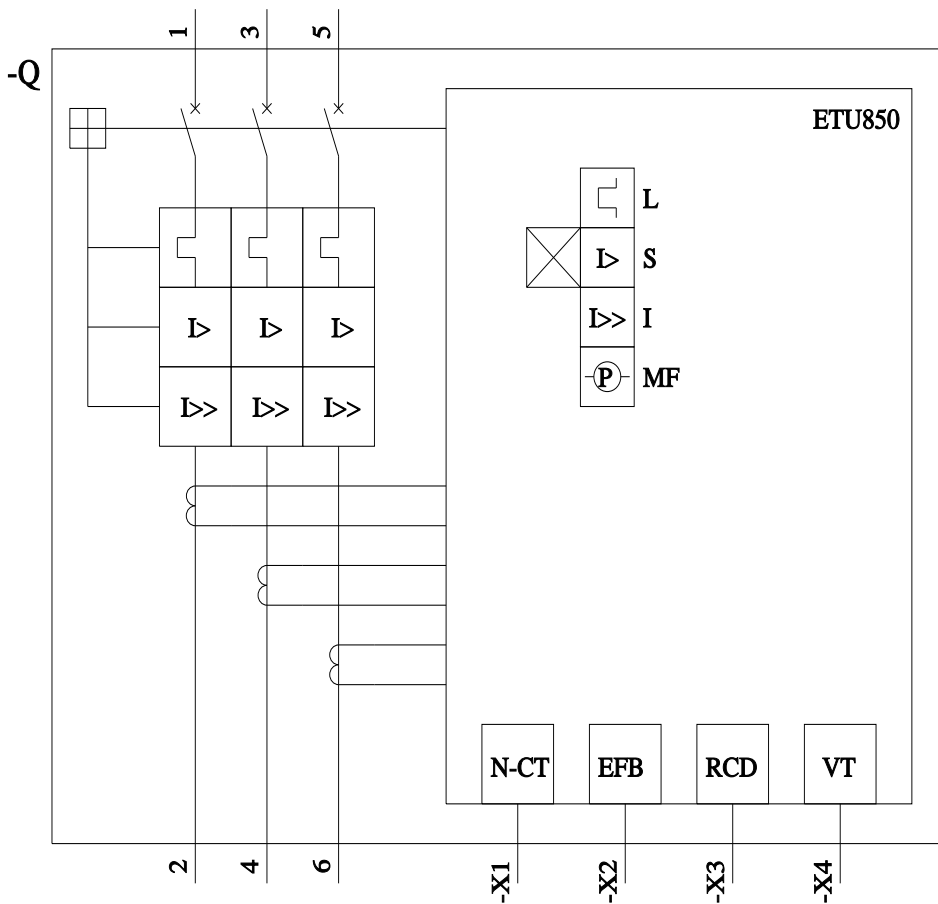 1 3 5
-Q
ETU850
L
I> S
I>> I
P MF
I> I> I>
I>> I>> I>>
N-CT EFB RCD VT
2 4 6 -X1 -X2 -X3 -X4